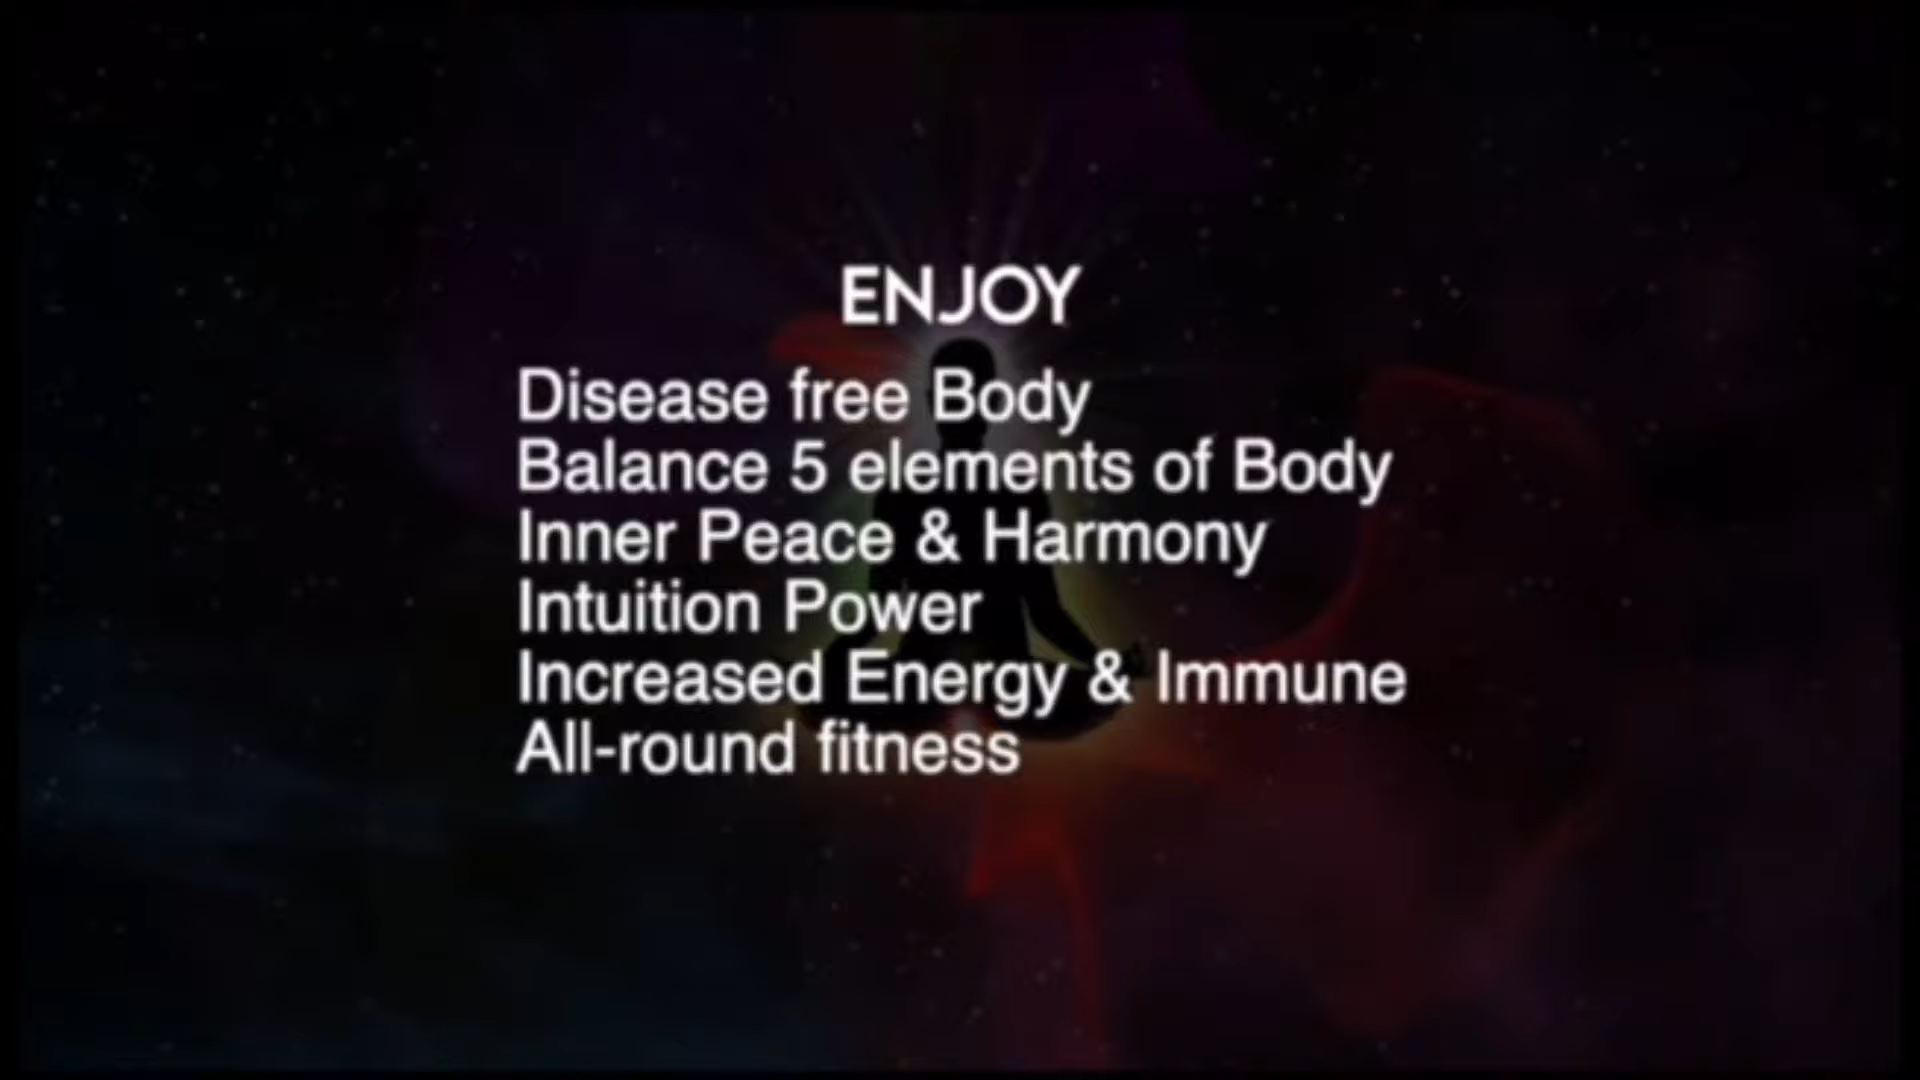 ENJOY
Disease free Body
Balance 5 elements of Body
Inner Peace & Harmony
Intuition Power
Increased Energy & Immune
All-round fitness